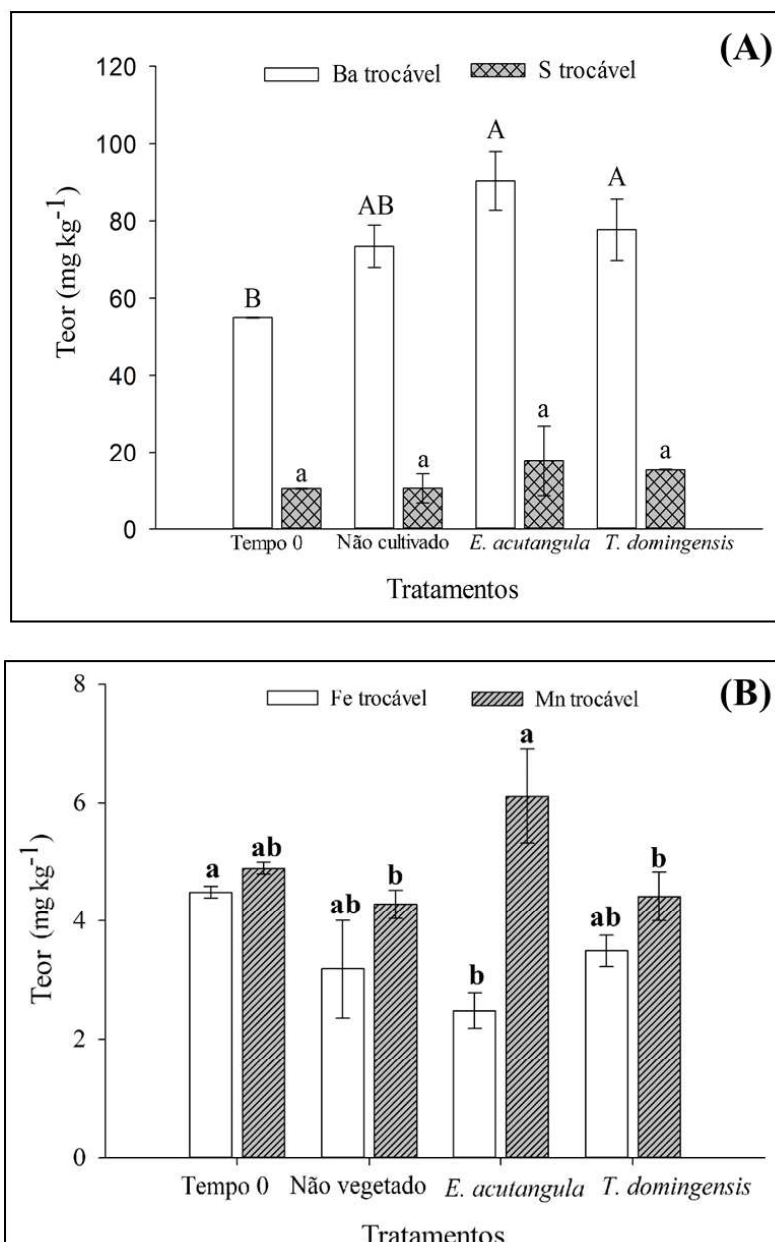 (A)
Ba trocável S trocável
120
100
80
60
40
20
0
Teor (mg kg⁻¹)
B
a
AB
a
A
a
A
a
Tempo 0 Não cultivado E. acutangula T. domingensis
Tratamentos
(B)
Fe trocável Mn trocável
8
6
4
2
0
Teor (mg kg⁻¹)
a
ab
ab
b
b
a
ab
b
Tempo 0 Não vegetado E. acutangula T. domingensis
Tratamentos